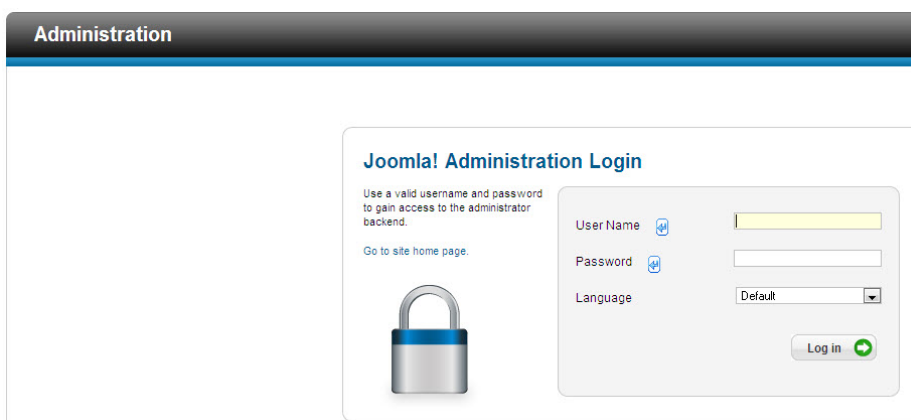 Administration
Joomla! Administration Login
Use a valid username and password
to gain access to the administrator
backend.
Go to site home page.
User Name
Password
Language
Default
Log in